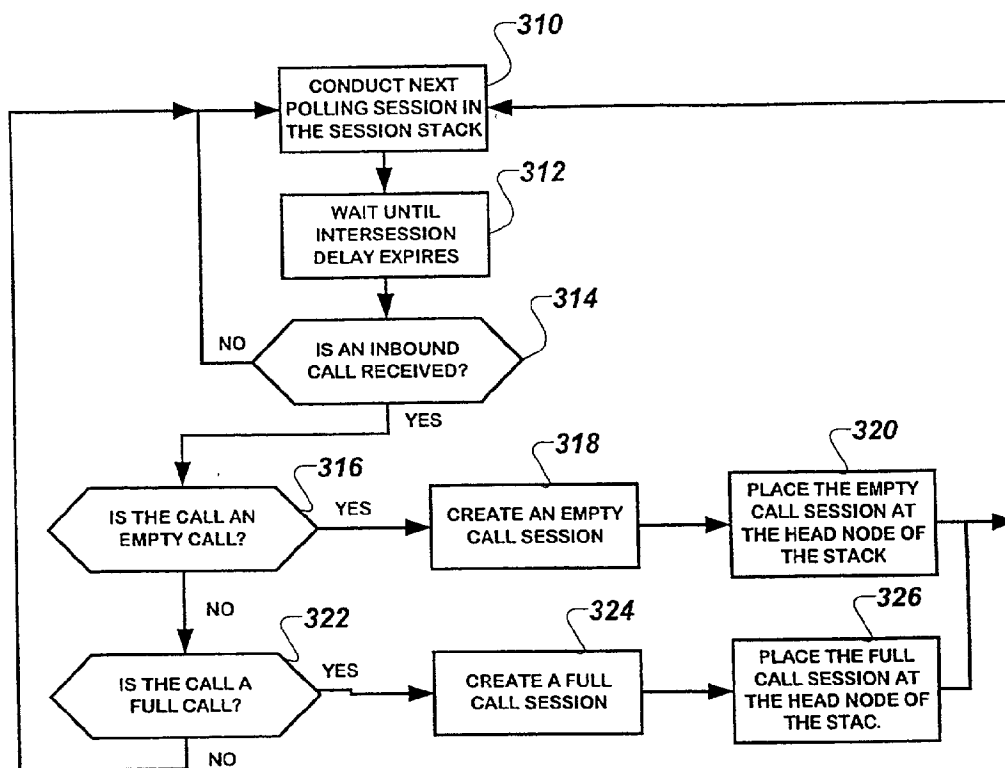 310
CONDUCT NEXT
POLLING SESSION IN
THE SESSION STACK
312
WAIT UNTIL
INTERSESSION
DELAY EXPIRES
314
NO
IS AN INBOUND
CALL RECEIVED?
YES
316
IS THE CALL AN
EMPTY CALL?
YES
318
CREATE AN EMPTY
CALL SESSION
320
PLACE THE EMPTY
CALL SESSION AT
THE HEAD NODE OF
THE STACK
NO
322
IS THE CALL A
FULL CALL?
YES
324
CREATE A FULL
CALL SESSION
326
PLACE THE FULL
CALL SESSION AT
THE HEAD NODE OF
THE STAC.
NO